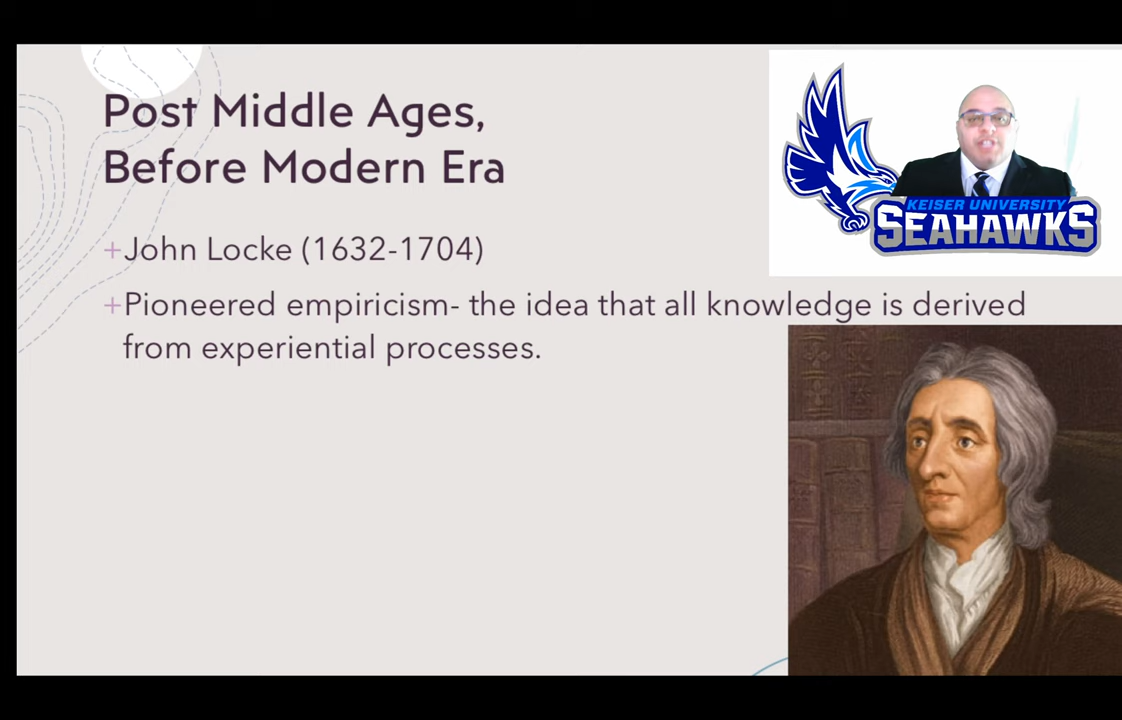 Post Middle Ages,
Before Modern Era
+John Locke (1632-1704)
+Pioneered empiricism- the idea that all knowledge is derived
from experiential processes.
KEISER UNIVERSITY
SEAHAWKS